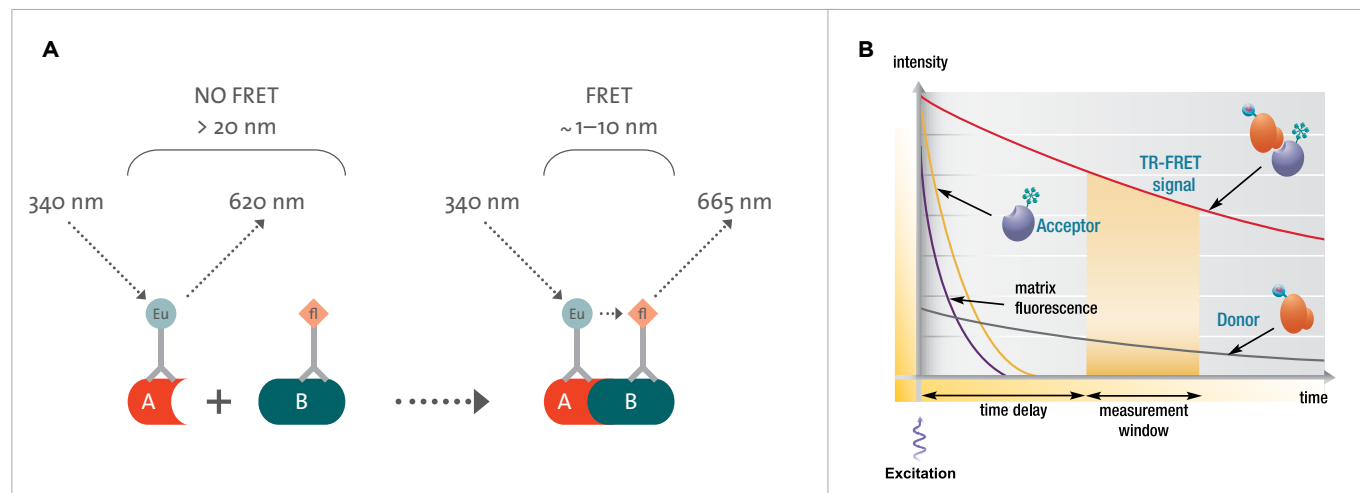 A
NO FRET
> 20 nm
FRET
~1–10 nm
340 nm
620 nm
340 nm
665 nm
Eu
fl
Eu
fl
A
+
B
A
B
B
intensity
TR-FRET
signal
Acceptor
matrix
fluorescence
Donor
time
time delay
measurement
window
Excitation